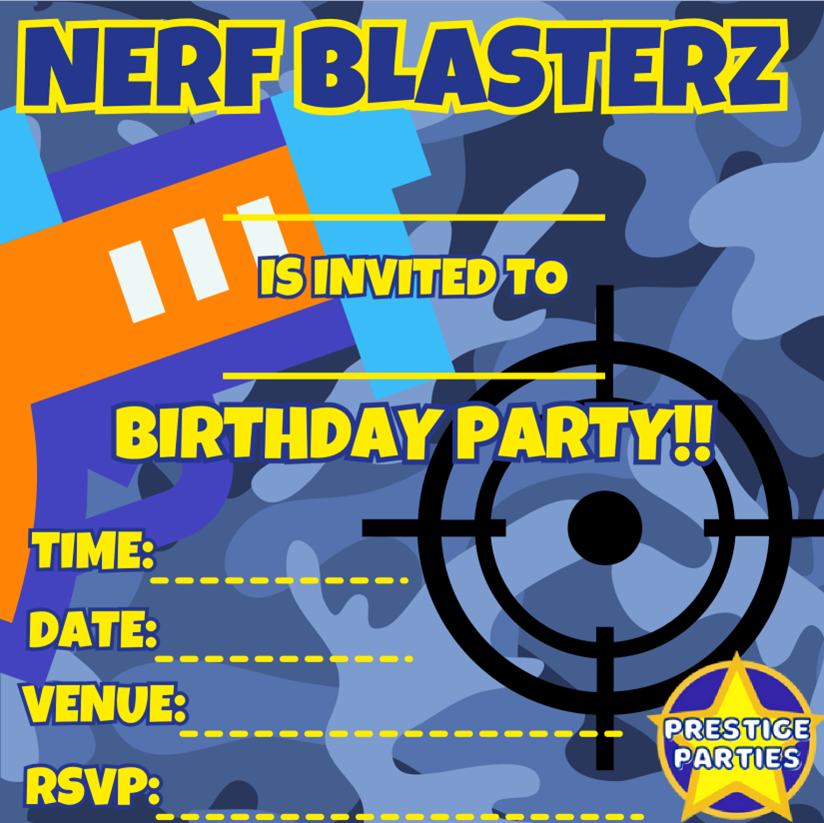 NERF BLASTERZ
IS INVITED TO
BIRTHDAY PARTY!!
TIME:
DATE:
VENUE:
RSVP:
PRESTIGE
PARTIES